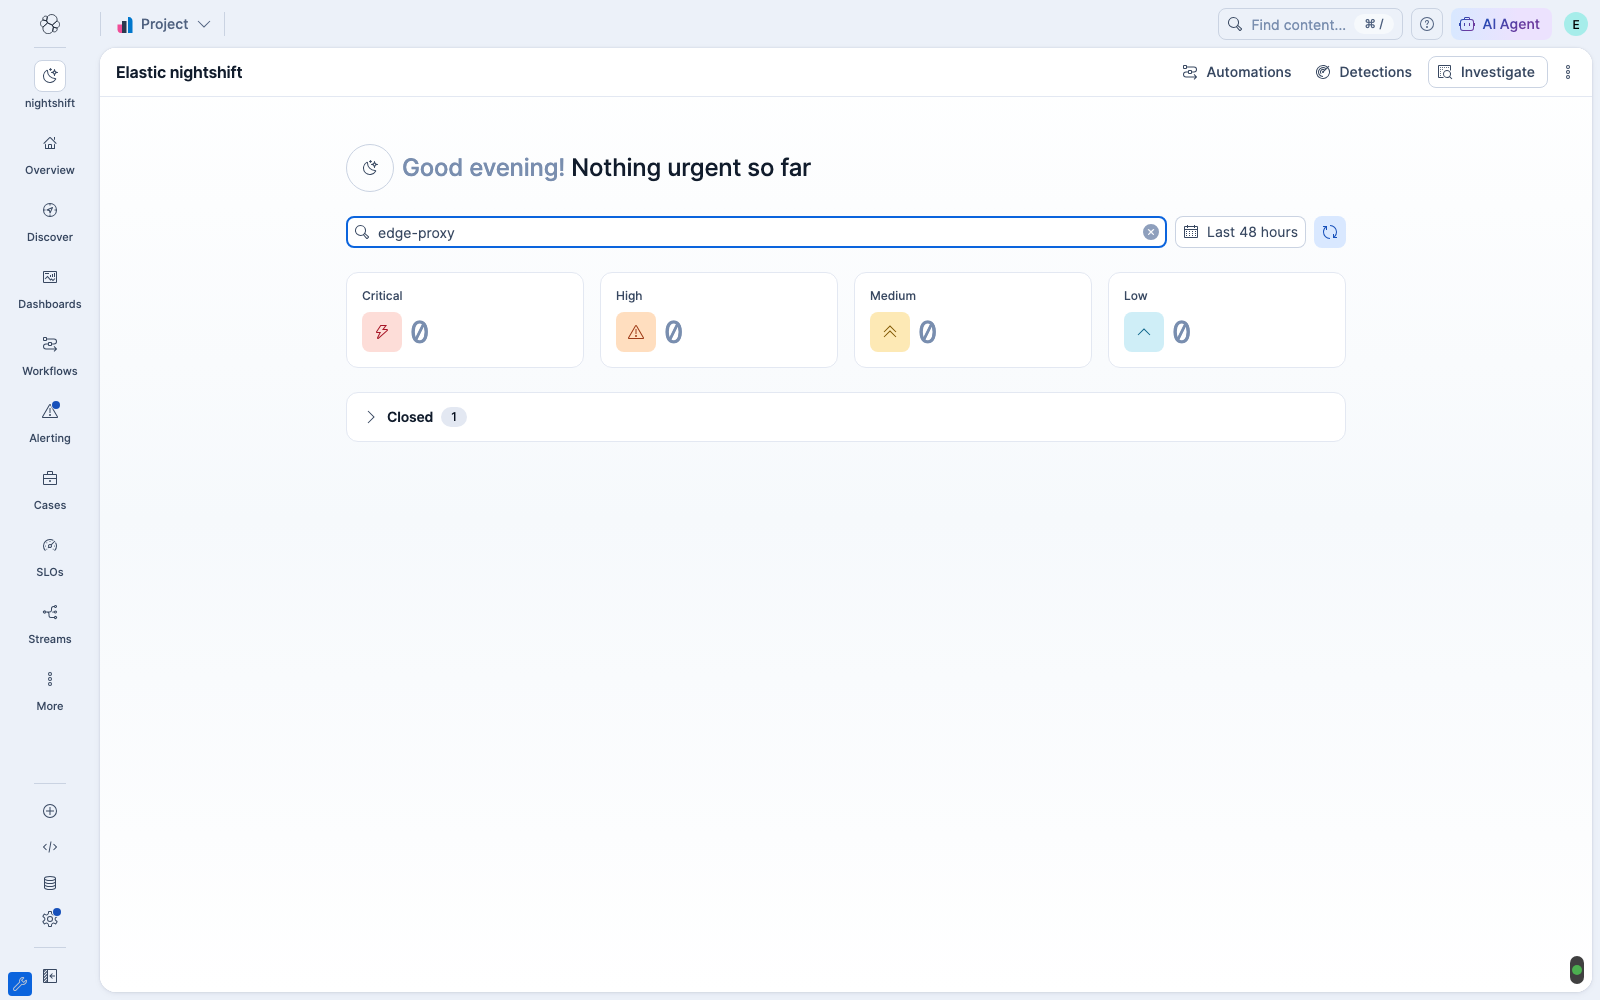 Project
Find content...
⌘ /
AI Agent
E
nightshift
Overview
Discover
Dashboards
Workflows
Alerting
Cases
SLOs
Streams
More
Elastic nightshift
Automations
Detections
Investigate
Good evening! Nothing urgent so far
edge-proxy
Last 48 hours
Critical
0
High
0
Medium
0
Low
0
Closed 1